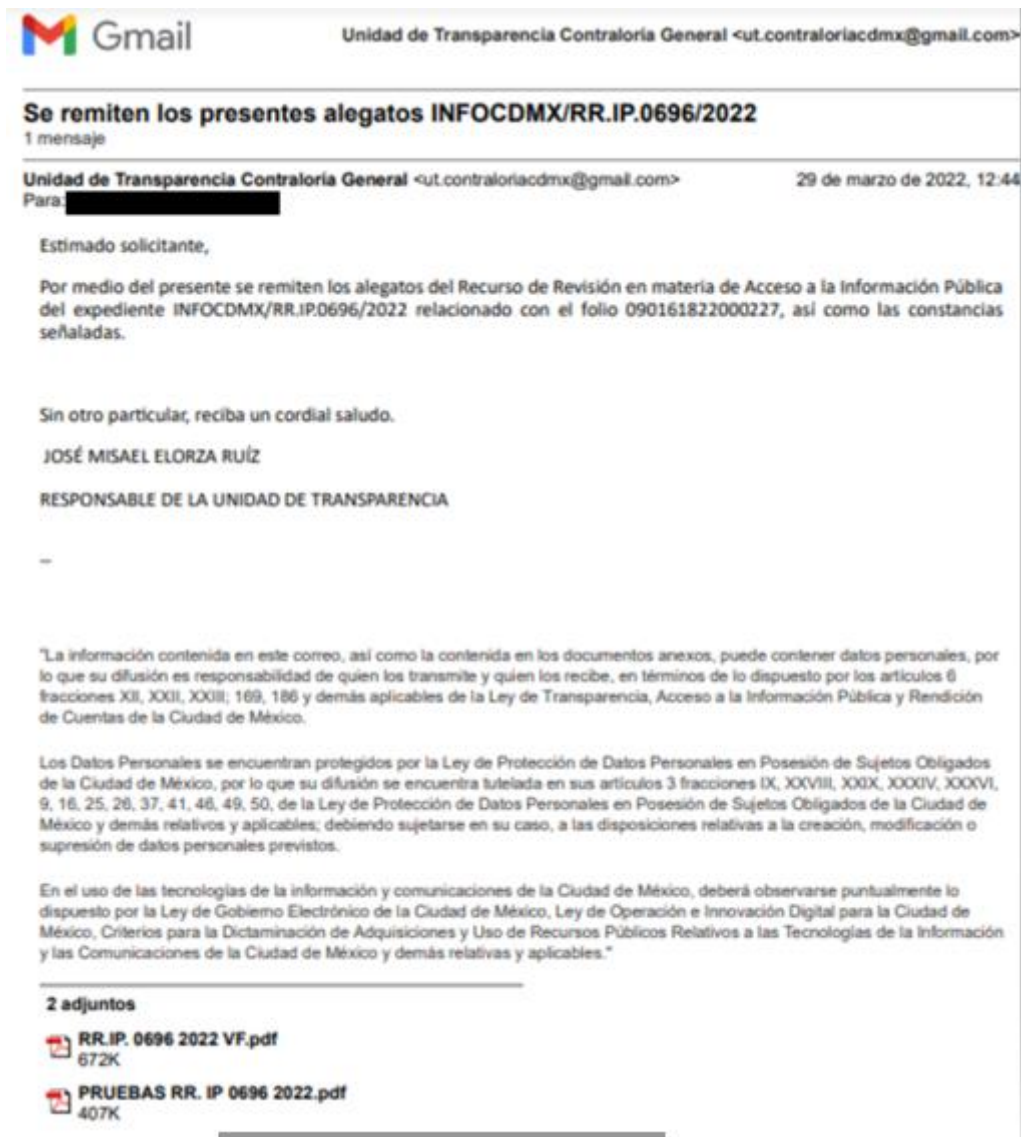 Gmail
Unidad de Transparencia Contraloría General <ut.contraloriacdmx@gmail.com>
Se remiten los presentes alegatos INFOCDMX/RR.IP.0696/2022
1 mensaje
Unidad de Transparencia Contraloría General <ut.contraloriacdmx@gmail.com> 29 de marzo de 2022, 12:44
Para:
Estimado solicitante,
Por medio del presente se remiten los alegatos del Recurso de Revisión en materia de Acceso a la Información Pública
del expediente INFOCDMX/RR.IP.0696/2022 relacionado con el folio 090161822000227, así como las constancias
señaladas.
Sin otro particular, reciba un cordial saludo.
JOSÉ MISAEL ELORZA RUÍZ
RESPONSABLE DE LA UNIDAD DE TRANSPARENCIA
--
"La información contenida en este correo, así como la contenida en los documentos anexos, puede contener datos personales, por
lo que su difusión es responsabilidad de quien los transmite y quien los recibe, en términos de lo dispuesto por los artículos 6
fracciones XII, XXII, XXIII; 169, 186 y demás aplicables de la Ley de Transparencia, Acceso a la Información Pública y Rendición
de Cuentas de la Ciudad de México.
Los Datos Personales se encuentran protegidos por la Ley de Protección de Datos Personales en Posesión de Sujetos Obligados
de la Ciudad de México, por lo que su difusión se encuentra tutelada en sus artículos 3 fracciones IX, XXVIII, XXIX, XXXIV, XXXVI,
9, 16, 25, 26, 37, 41, 46, 49, 50, de la Ley de Protección de Datos Personales en Posesión de Sujetos Obligados de la Ciudad de
México y demás relativos y aplicables; debiendo sujetarse en su caso, a las disposiciones relativas a la creación, modificación o
supresión de datos personales previstos.
En el uso de las tecnologías de la información y comunicaciones de la Ciudad de México, deberá observarse puntualmente lo
dispuesto por la Ley de Gobierno Electrónico de la Ciudad de México, Ley de Operación e Innovación Digital para la Ciudad de
México, Criterios para la Dictaminación de Adquisiciones y Uso de Recursos Públicos Relativos a las Tecnologías de la Información
y las Comunicaciones de la Ciudad de México y demás relativas y aplicables."
2 adjuntos
RR.IP. 0696 2022 VF.pdf
672K
PRUEBAS RR. IP 0696 2022.pdf
407K